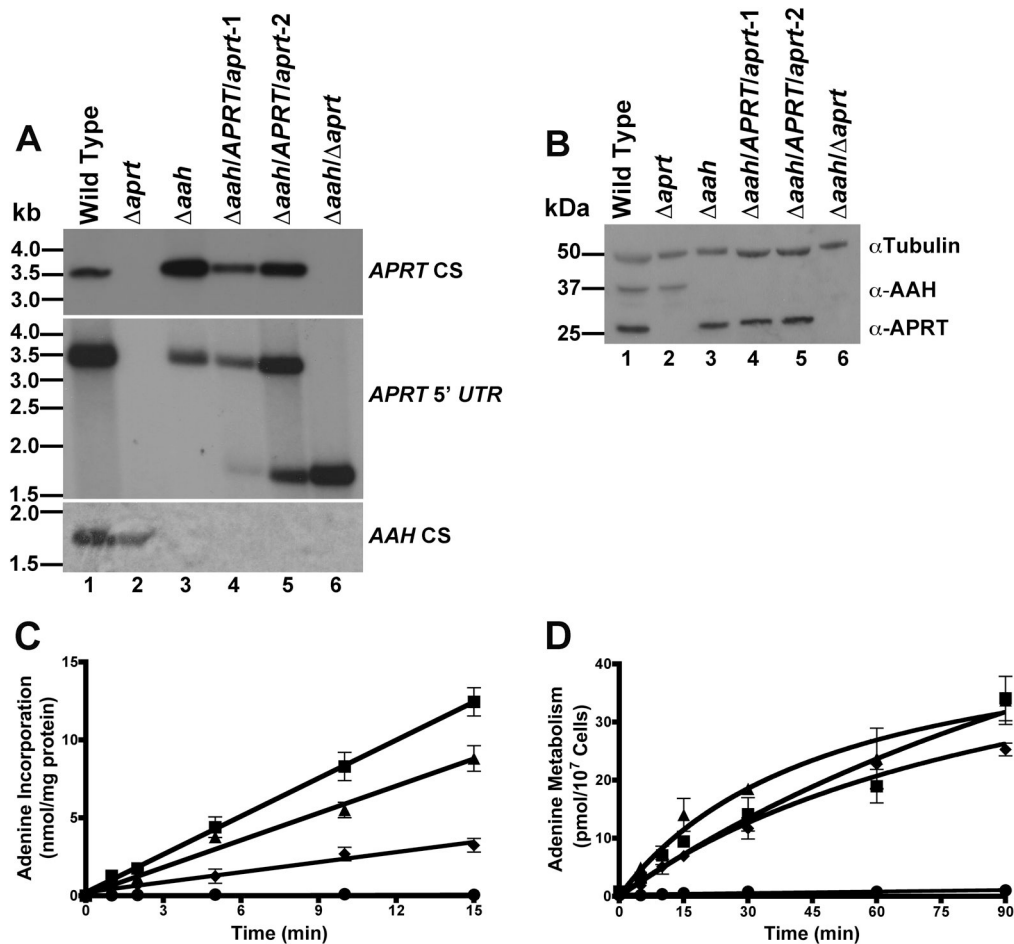 A
kb
Wild Type
Δaprt
Δaah
Δaah/APRT/aprt-1
Δaah/APRT/aprt-2
Δaah/Δaprt
4.0
3.5
3.0
APRT CS
4.0
3.5
3.0
2.5
2.0
1.5
APRT 5' UTR
2.0
1.5
AAH CS
1 2 3 4 5 6
B
kDa
Wild Type
Δaprt
Δaah
Δaah/APRT/aprt-1
Δaah/APRT/aprt-2
Δaah/Δaprt
50
37
25
αTubulin
α-AAH
α-APRT
1 2 3 4 5 6
C
Adenine Incorporation
(nmol/mg protein)
15
10
5
0
0 3 6 9 12 15
Time (min)
D
Adenine Metabolism
(pmol/10⁷ Cells)
40
30
20
10
0
0 15 30 45 60 75 90
Time (min)